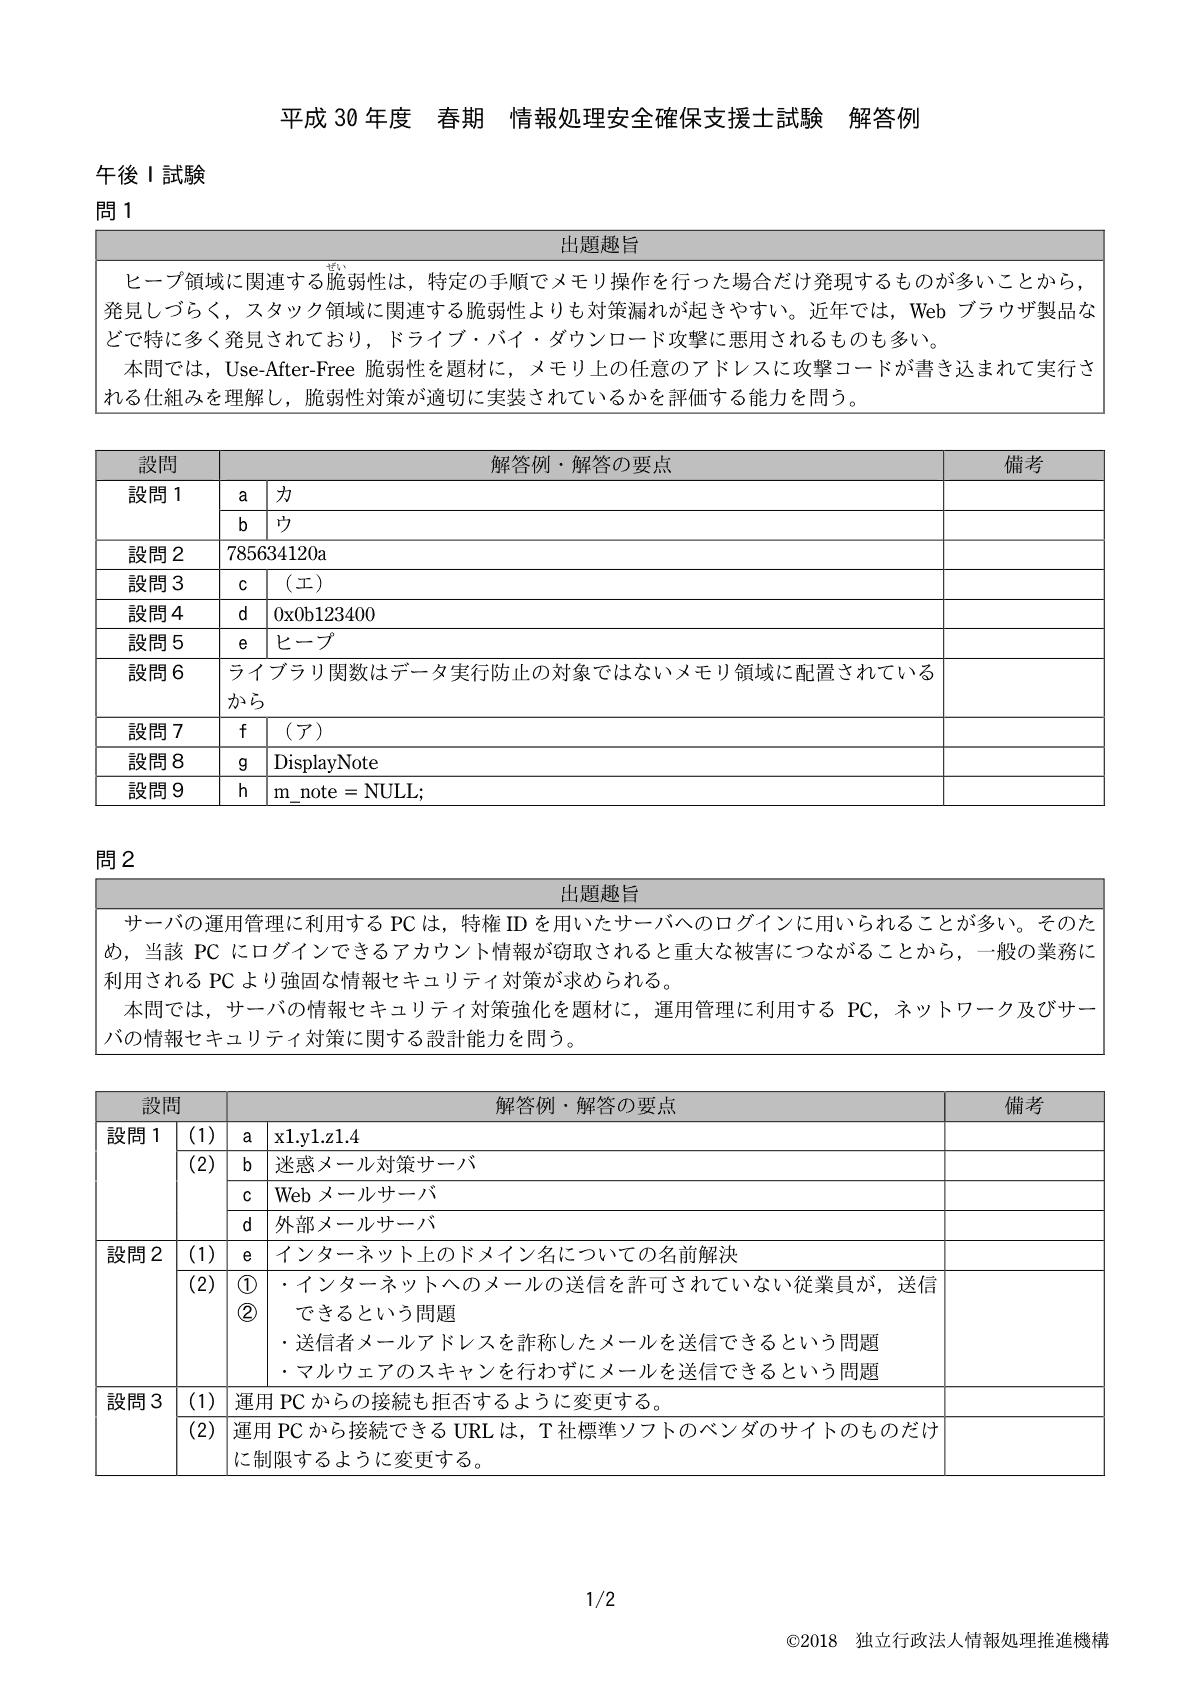 平成 30 年度　春期　情報処理安全確保支援士試験　解答例
午後Ⅰ試験
問１
出題趣旨
ぜい
ヒープ領域に関連する脆弱性は，特定の手順でメモリ操作を行った場合だけ発現するものが多いことから，
発見しづらく，スタック領域に関連する脆弱性よりも対策漏れが起きやすい。近年では，Web ブラウザ製品な
どで特に多く発見されており，ドライブ・バイ・ダウンロード攻撃に悪用されるものも多い。
本問では，Use-After-Free 脆弱性を題材に，メモリ上の任意のアドレスに攻撃コードが書き込まれて実行さ
れる仕組みを理解し，脆弱性対策が適切に実装されているかを評価する能力を問う。
設問 解答例・解答の要点 備考
設問１ a カ
b ウ
設問２ 785634120a
設問３ c （エ）
設問４ d 0x0b123400
設問５ e ヒープ
設問６ ライブラリ関数はデータ実行防止の対象ではないメモリ領域に配置されている
から
設問７ f （ア）
設問８ g DisplayNote
設問９ h m_note = NULL;
問２
出題趣旨
サーバの運用管理に利用する PC は，特権 ID を用いたサーバへのログインに用いられることが多い。そのた
め，当該 PC にログインできるアカウント情報が窃取されると重大な被害につながることから，一般の業務に
利用される PC より強固な情報セキュリティ対策が求められる。
本問では，サーバの情報セキュリティ対策強化を題材に，運用管理に利用する PC，ネットワーク及びサー
バの情報セキュリティ対策に関する設計能力を問う。
設問 解答例・解答の要点 備考
設問１ (1) a x1.y1.z1.4
(2) b 迷惑メール対策サーバ
c Web メールサーバ
d 外部メールサーバ
設問２ (1) e インターネット上のドメイン名についての名前解決
(2) ① ・インターネットへのメールの送信を許可されていない従業員が，送信
② できるという問題
・送信者メールアドレスを詐称したメールを送信できるという問題
・マルウェアのスキャンを行わずにメールを送信できるという問題
設問３ (1) 運用 PC からの接続も拒否するように変更する。
(2) 運用 PC から接続できる URL は，T 社標準ソフトのベンダのサイトのものだけ
に制限するように変更する。
1/2
©2018　独立行政法人情報処理推進機構